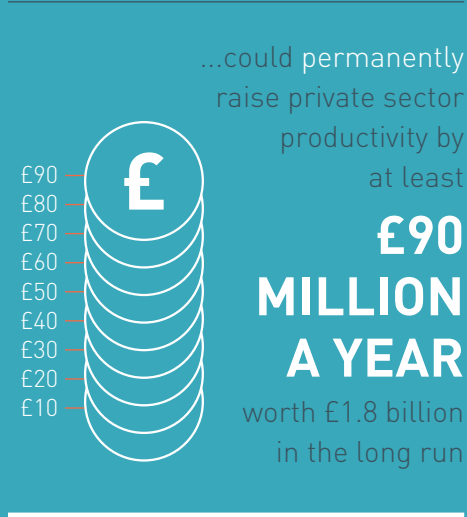 ...could permanently
raise private sector
productivity by
at least
£90
MILLION
A YEAR
worth £1.8 billion
in the long run
£
£90
£80
£70
£60
£50
£40
£30
£20
£10